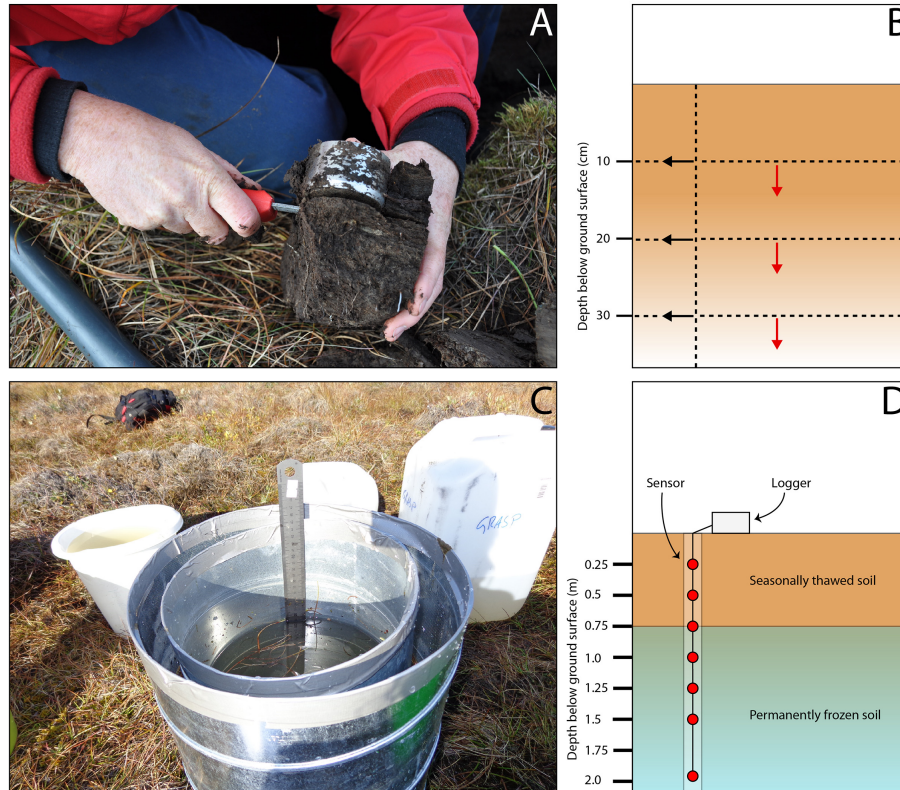 A
B
Depth below ground surface (cm)
10
20
30
C
GRASP
D
Sensor
Logger
Depth below ground surface (m)
0.25
0.5
0.75
1.0
1.25
1.5
1.75
2.0
Seasonally thawed soil
Permanently frozen soil